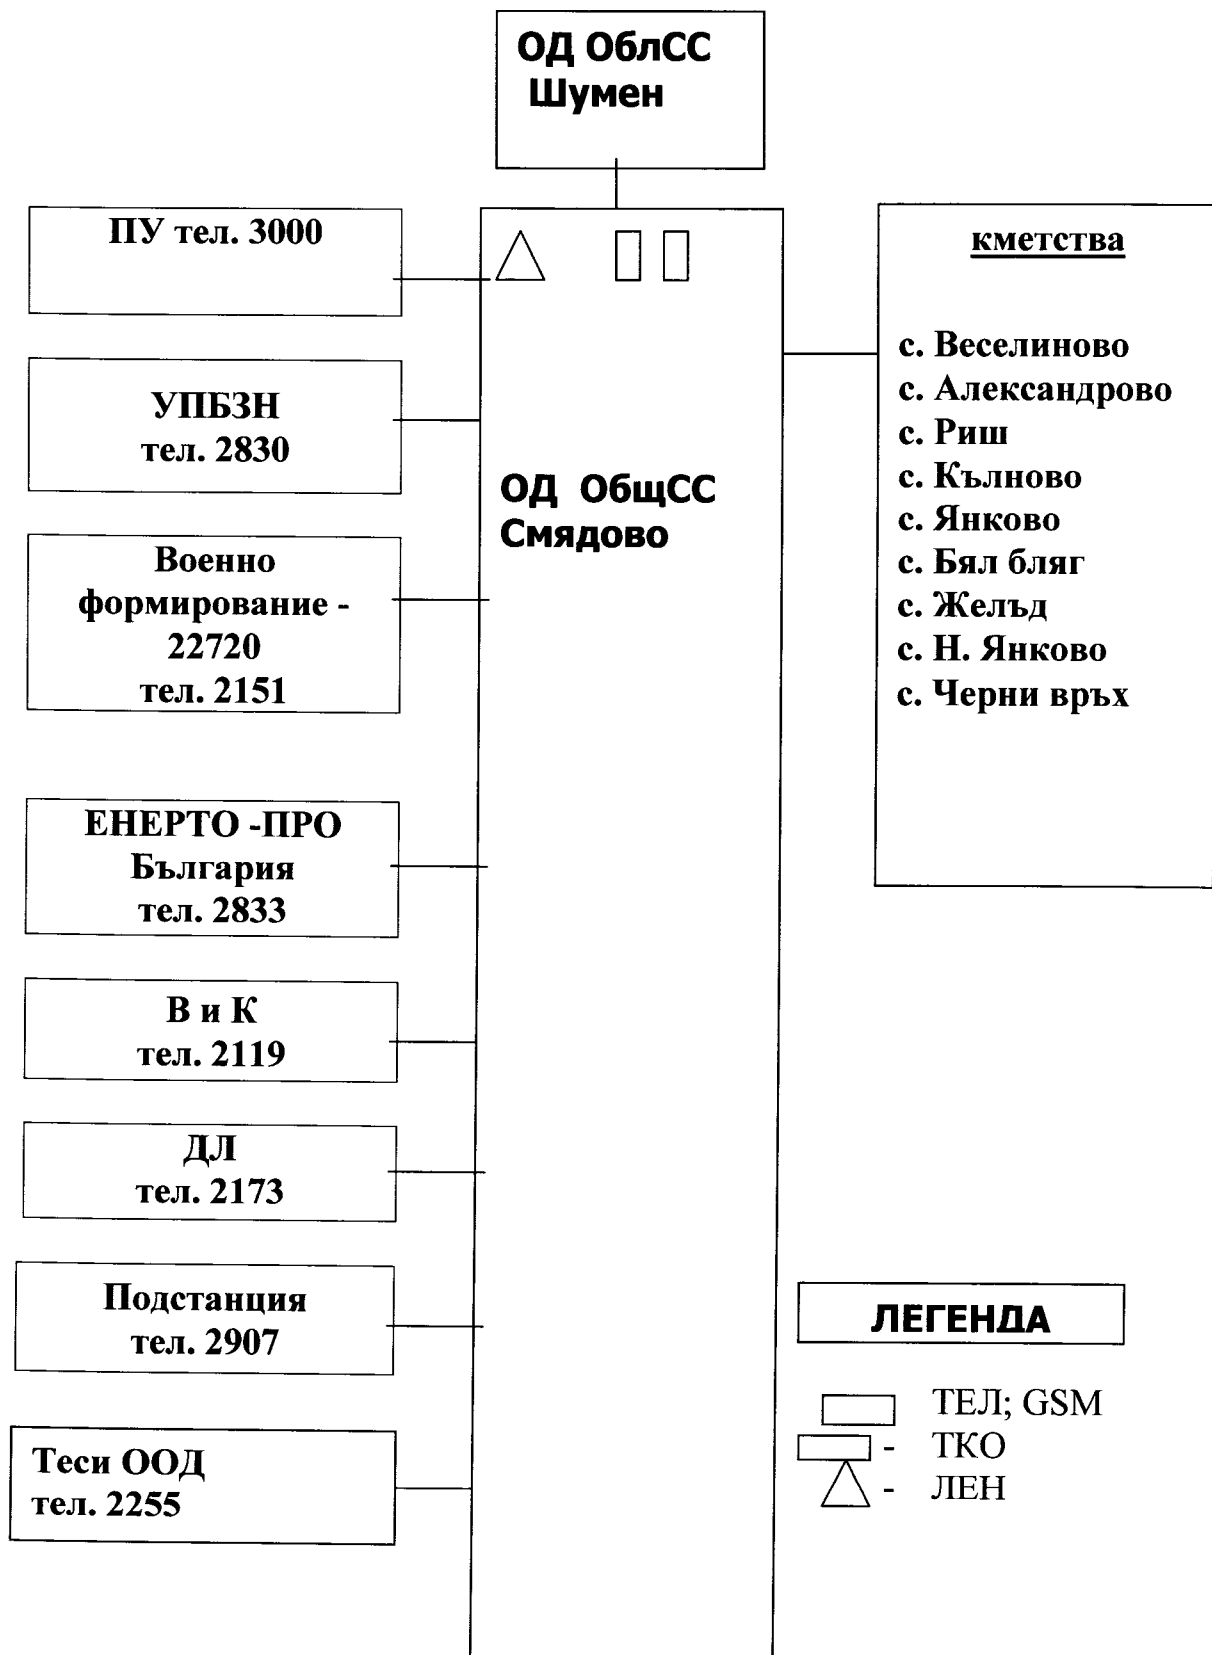 ОД ОблСС
Шумен
ПУ тел. 3000
УПБЗН
тел. 2830
Военно
формирование -
22720
тел. 2151
ЕНЕРТО -ПРО
България
тел. 2833
В и К
тел. 2119
ДЛ
тел. 2173
Подстанция
тел. 2907
Теси ООД
тел. 2255
ОД ОбщСС
Смядово
кметства
с. Веселиново
с. Александрово
с. Риш
с. Кълново
с. Янково
с. Бял бляг
с. Желъд
с. Н. Янково
с. Черни връх
ЛЕГЕНДА
ТЕЛ; GSM
- ТКО
- ЛЕН